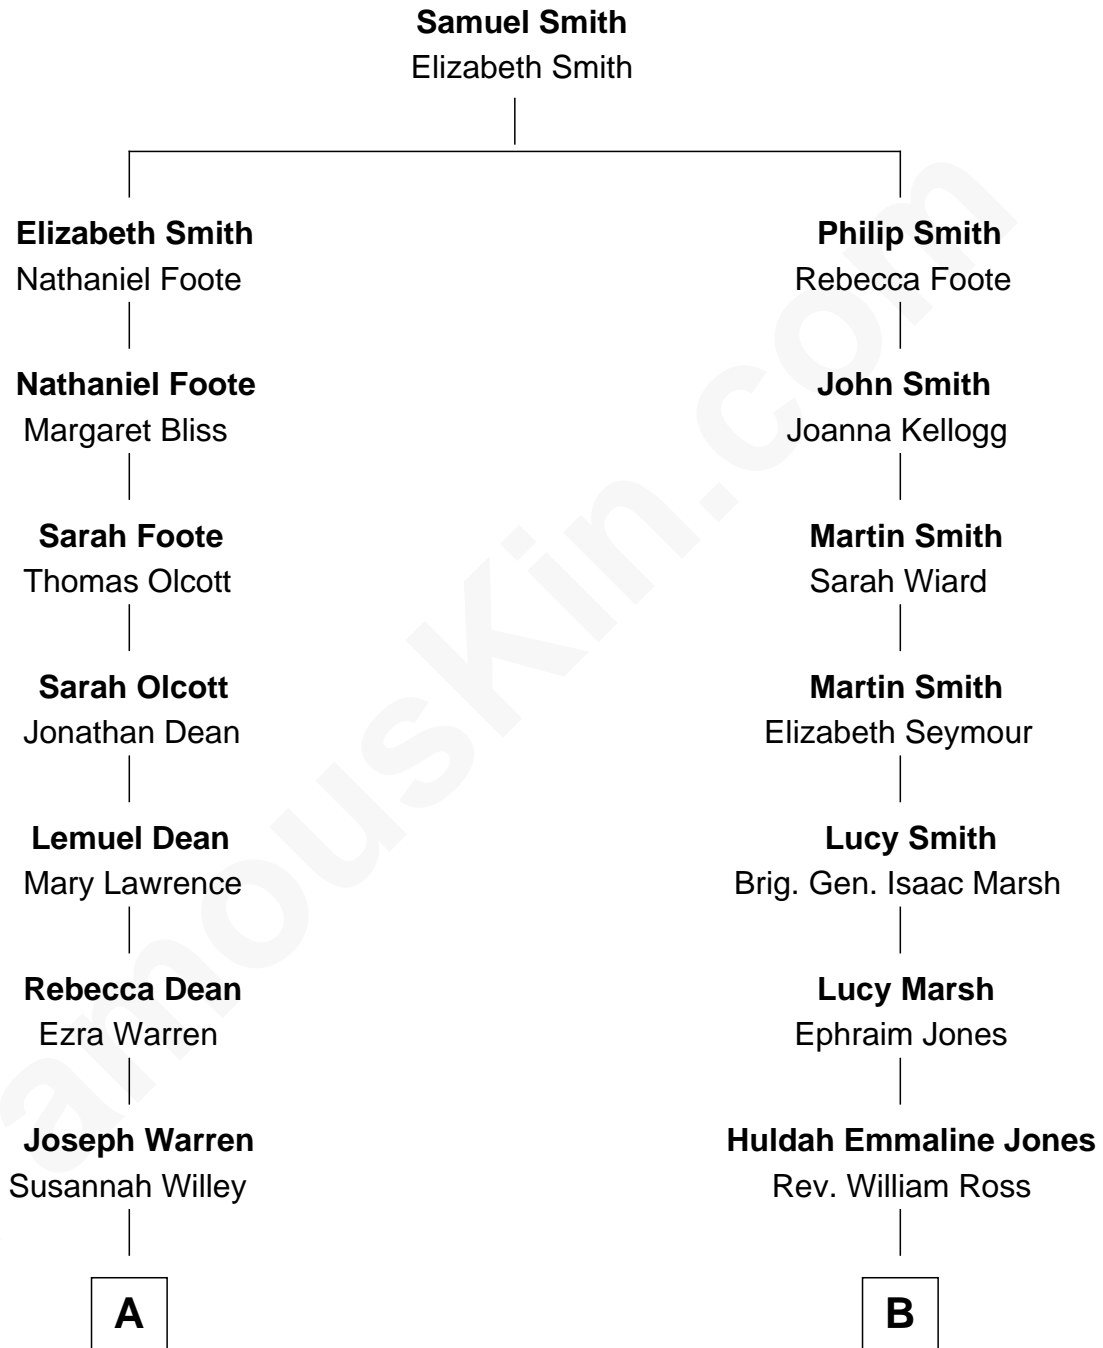 Samuel Smith
Elizabeth Smith
Elizabeth Smith
Nathaniel Foote
Philip Smith
Rebecca Foote
Nathaniel Foote
Margaret Bliss
John Smith
Joanna Kellogg
Sarah Foote
Thomas Olcott
Martin Smith
Sarah Wiard
Sarah Olcott
Jonathan Dean
Martin Smith
Elizabeth Seymour
Lemuel Dean
Mary Lawrence
Lucy Smith
Brig. Gen. Isaac Marsh
Rebecca Dean
Ezra Warren
Lucy Marsh
Ephraim Jones
Joseph Warren
Susannah Willey
Huldah Emmaline Jones
Rev. William Ross
A
B
amousKin.com